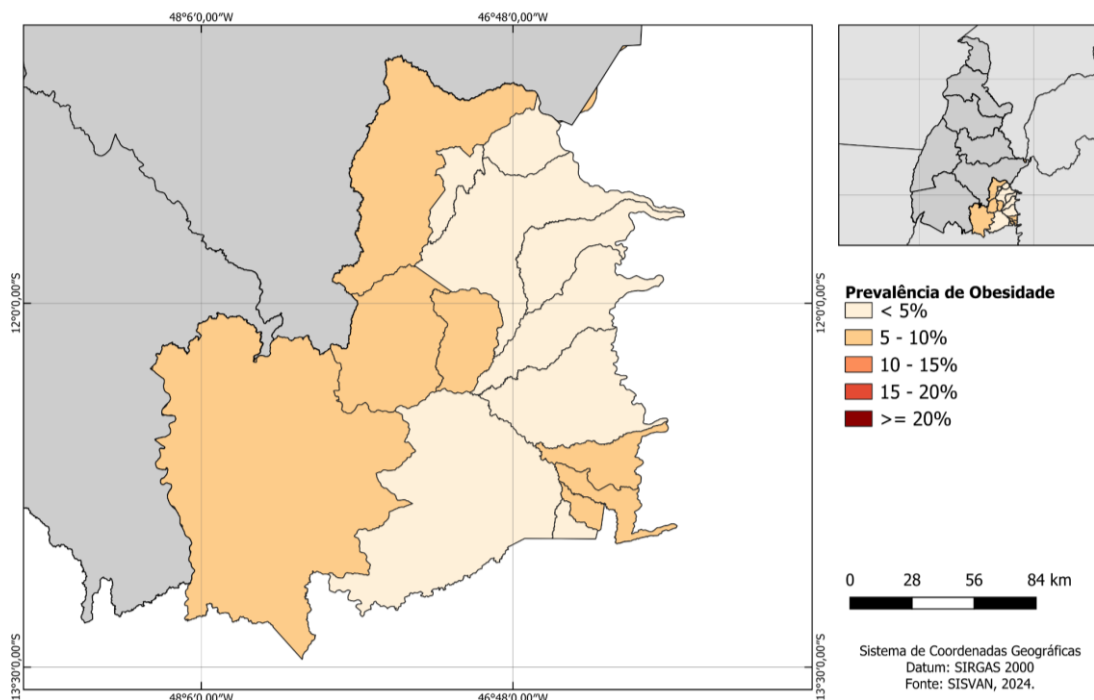 48°6'0,00"W
46°48'0,00"W
12°0'0,00"S
12°0'0,00"S
13°30'0,00"S
13°30'0,00"S
48°6'0,00"W
46°48'0,00"W
Prevalência de Obesidade
< 5%
5 - 10%
10 - 15%
15 - 20%
>= 20%
0 28 56 84 km
Sistema de Coordenadas Geográficas
Datum: SIRGAS 2000
Fonte: SISVAN, 2024.